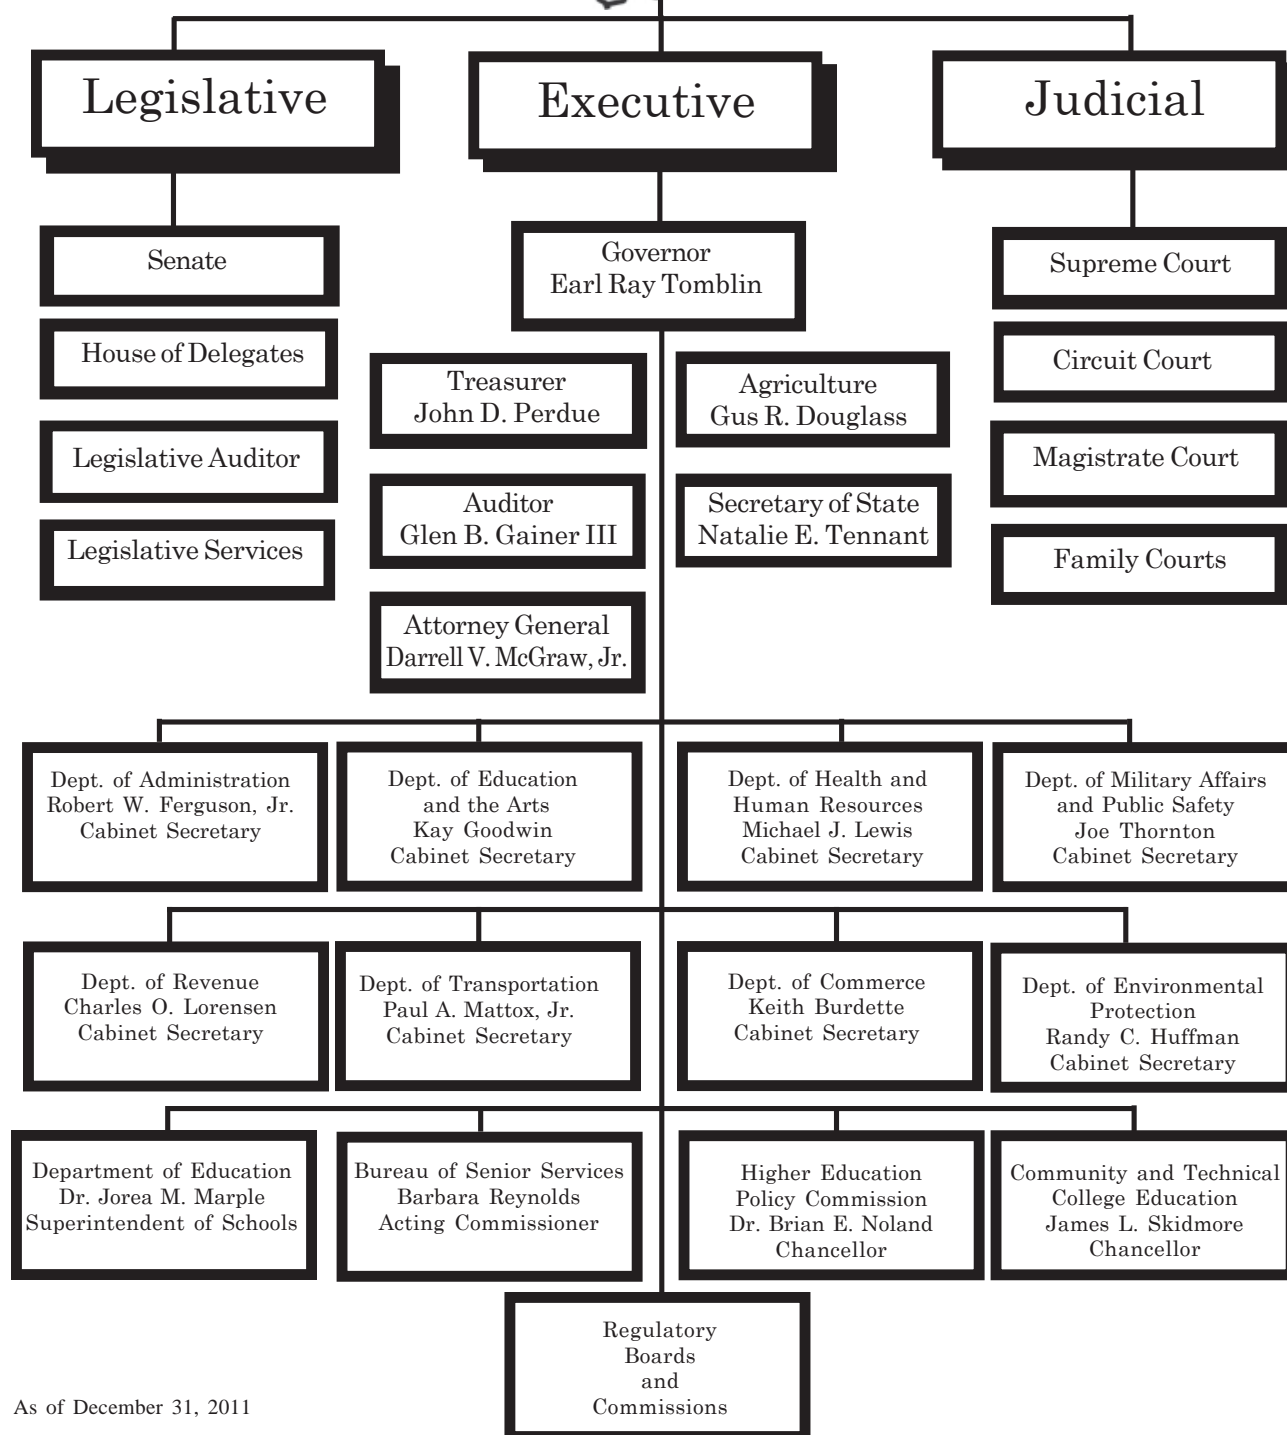 Legislative
Executive
Judicial
Senate
House of Delegates
Legislative Auditor
Legislative Services
Governor
Earl Ray Tomblin
Treasurer
John D. Perdue
Agriculture
Gus R. Douglass
Auditor
Glen B. Gainer III
Secretary of State
Natalie E. Tennant
Attorney General
Darrell V. McGraw, Jr.
Supreme Court
Circuit Court
Magistrate Court
Family Courts
Dept. of Administration
Robert W. Ferguson, Jr.
Cabinet Secretary
Dept. of Education
and the Arts
Kay Goodwin
Cabinet Secretary
Dept. of Health and
Human Resources
Michael J. Lewis
Cabinet Secretary
Dept. of Military Affairs
and Public Safety
Joe Thornton
Cabinet Secretary
Dept. of Revenue
Charles O. Lorensen
Cabinet Secretary
Dept. of Transportation
Paul A. Mattox, Jr.
Cabinet Secretary
Dept. of Commerce
Keith Burdette
Cabinet Secretary
Dept. of Environmental
Protection
Randy C. Huffman
Cabinet Secretary
Department of Education
Dr. Jorea M. Marple
Superintendent of Schools
Bureau of Senior Services
Barbara Reynolds
Acting Commissioner
Higher Education
Policy Commission
Dr. Brian E. Noland
Chancellor
Community and Technical
College Education
James L. Skidmore
Chancellor
Regulatory
Boards
and
Commissions
As of December 31, 2011